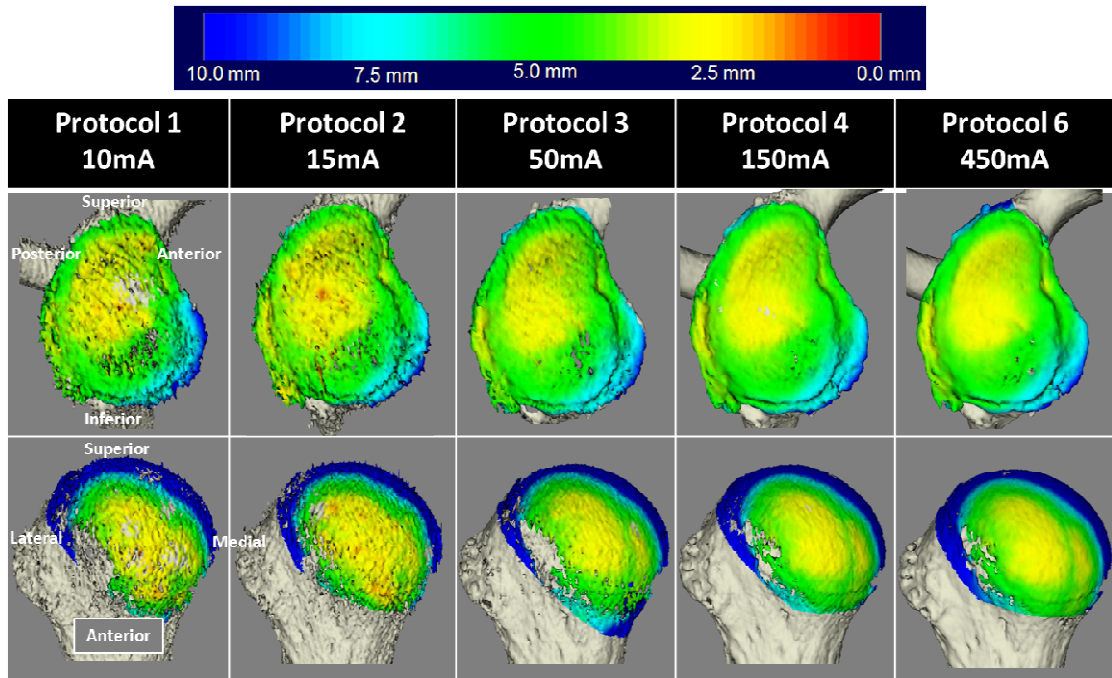 10.0 mm 7.5 mm 5.0 mm 2.5 mm 0.0 mm
Protocol 1 Protocol 2 Protocol 3 Protocol 4 Protocol 6
10mA 15mA 50mA 150mA 450mA
Superior
Posterior Anterior
Inferior
Superior
Lateral Medial
Anterior